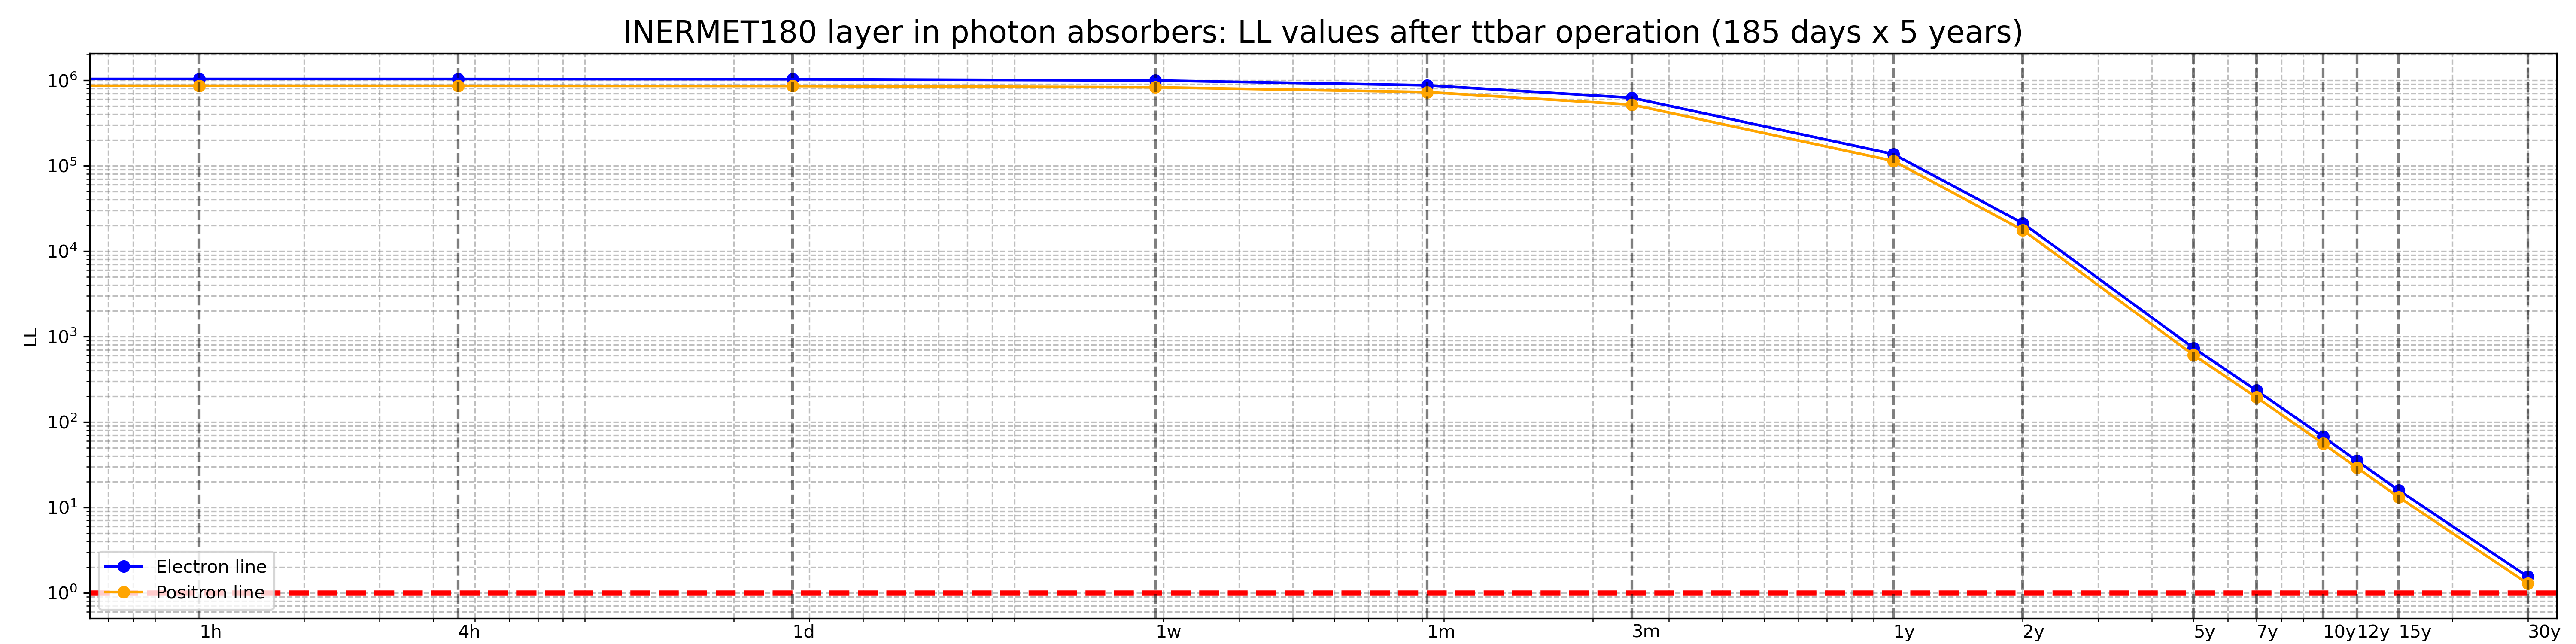 INERMET180 layer in photon absorbers: LL values after ttbar operation (185 days x 5 years)
LL
10⁶
10⁵
10⁴
10³
10²
10¹
10⁰
Electron line
Positron line
1h 4h 1d 1w 1m 3m 1y 2y 5y 7y 10y 12y 15y 30y